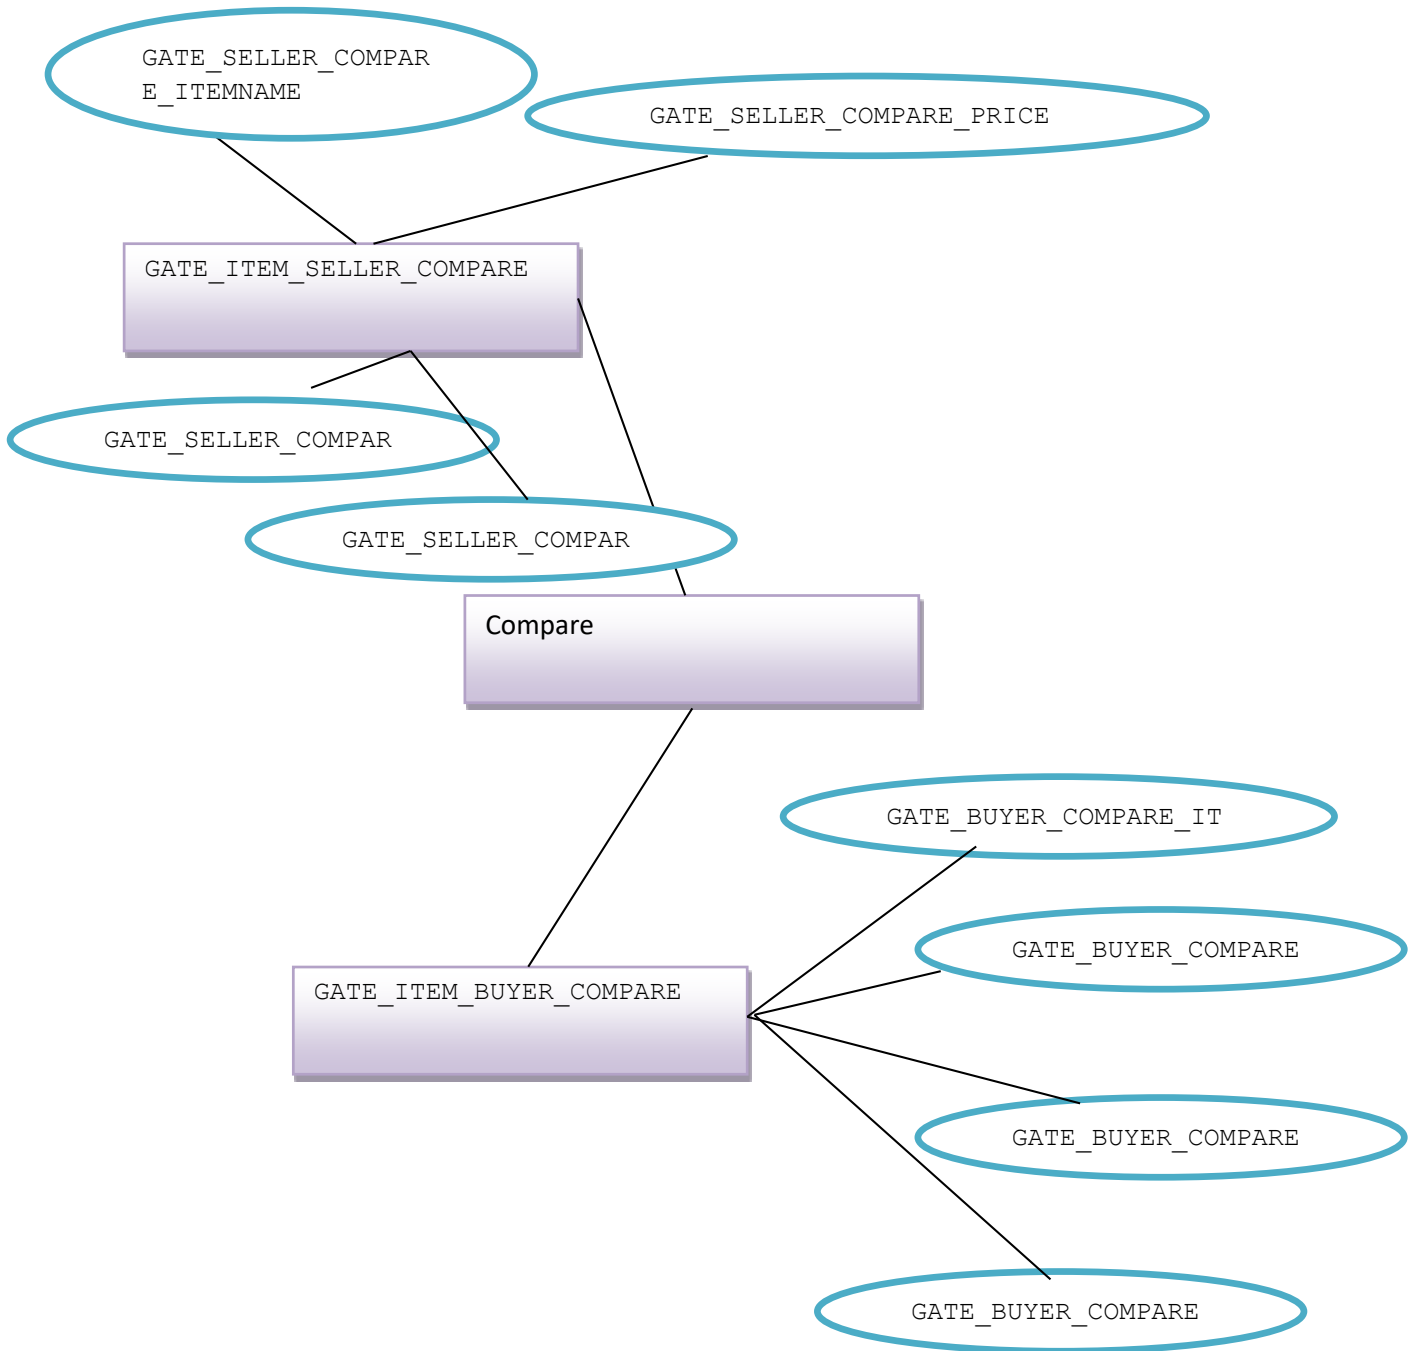 GATE_SELLER_COMPAR
E_ITEMNAME
GATE_SELLER_COMPARE_PRICE
GATE_ITEM_SELLER_COMPARE
GATE_SELLER_COMPAR
GATE_SELLER_COMPAR
Compare
GATE_BUYER_COMPARE_IT
GATE_BUYER_COMPARE
GATE_ITEM_BUYER_COMPARE
GATE_BUYER_COMPARE
GATE_BUYER_COMPARE